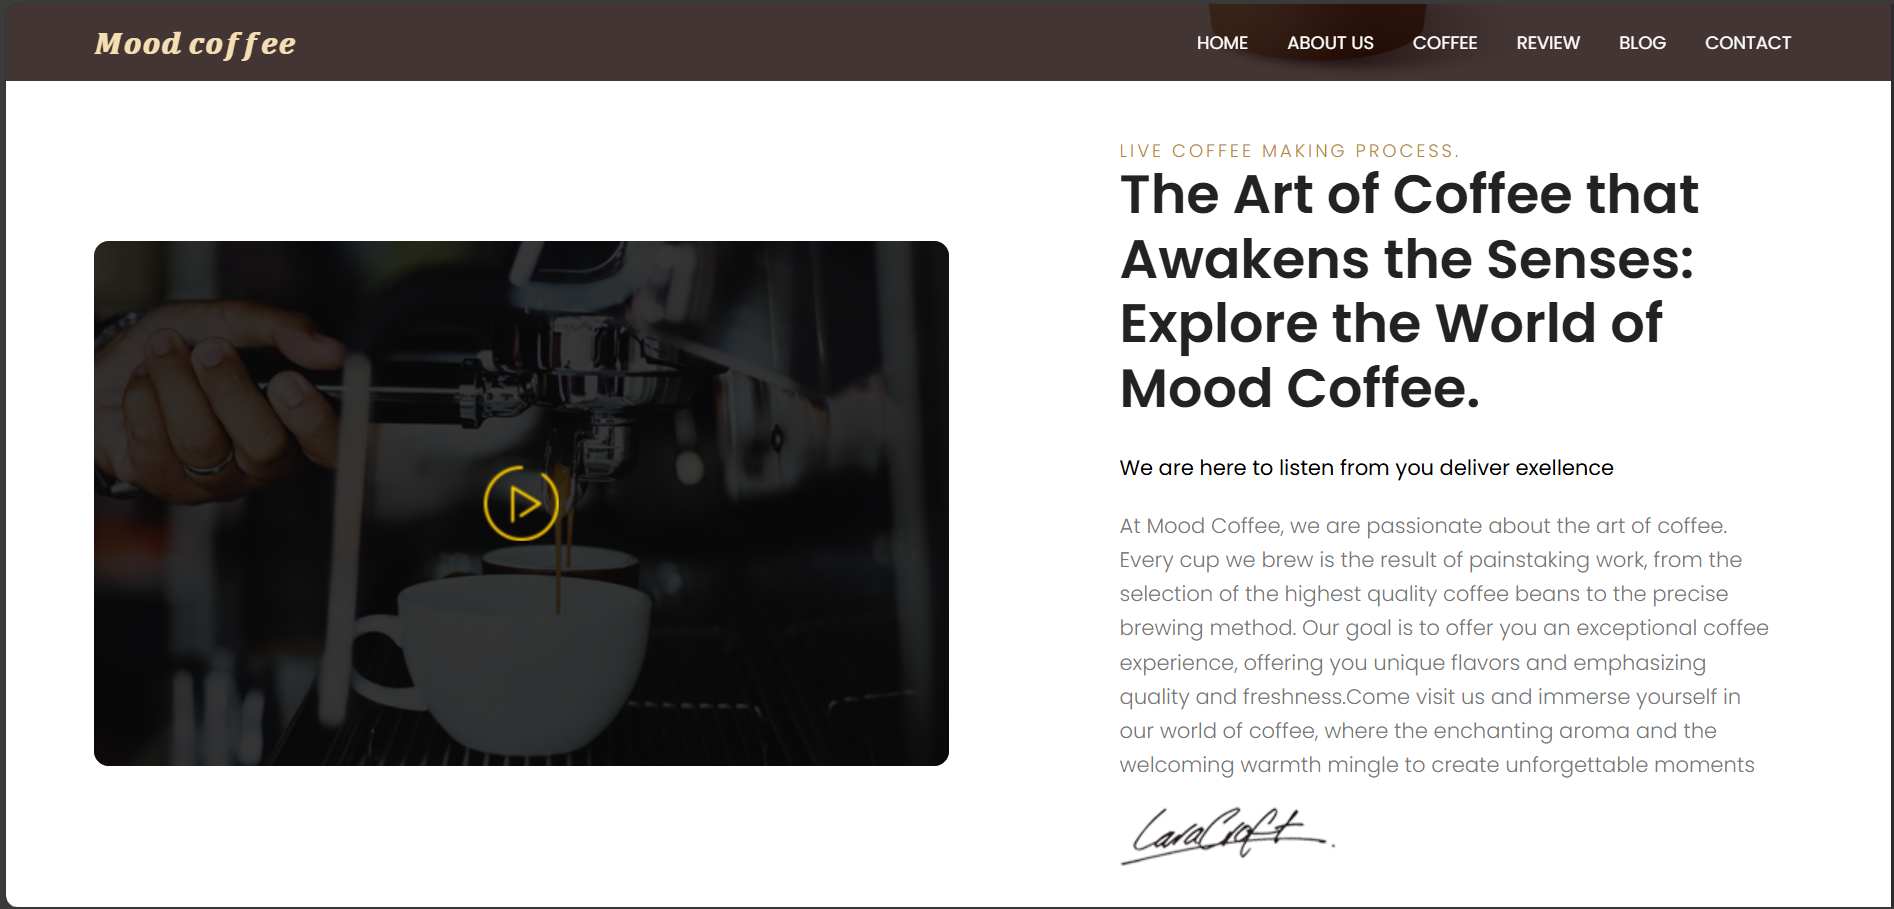 Mood coffee
HOME ABOUT US COFFEE REVIEW BLOG CONTACT
LIVE COFFEE MAKING PROCESS.
The Art of Coffee that
Awakens the Senses:
Explore the World of
Mood Coffee.
We are here to listen from you deliver exellence
At Mood Coffee, we are passionate about the art of coffee.
Every cup we brew is the result of painstaking work, from the
selection of the highest quality coffee beans to the precise
brewing method. Our goal is to offer you an exceptional coffee
experience, offering you unique flavors and emphasizing
quality and freshness.Come visit us and immerse yourself in
our world of coffee, where the enchanting aroma and the
welcoming warmth mingle to create unforgettable moments
LaraCroft